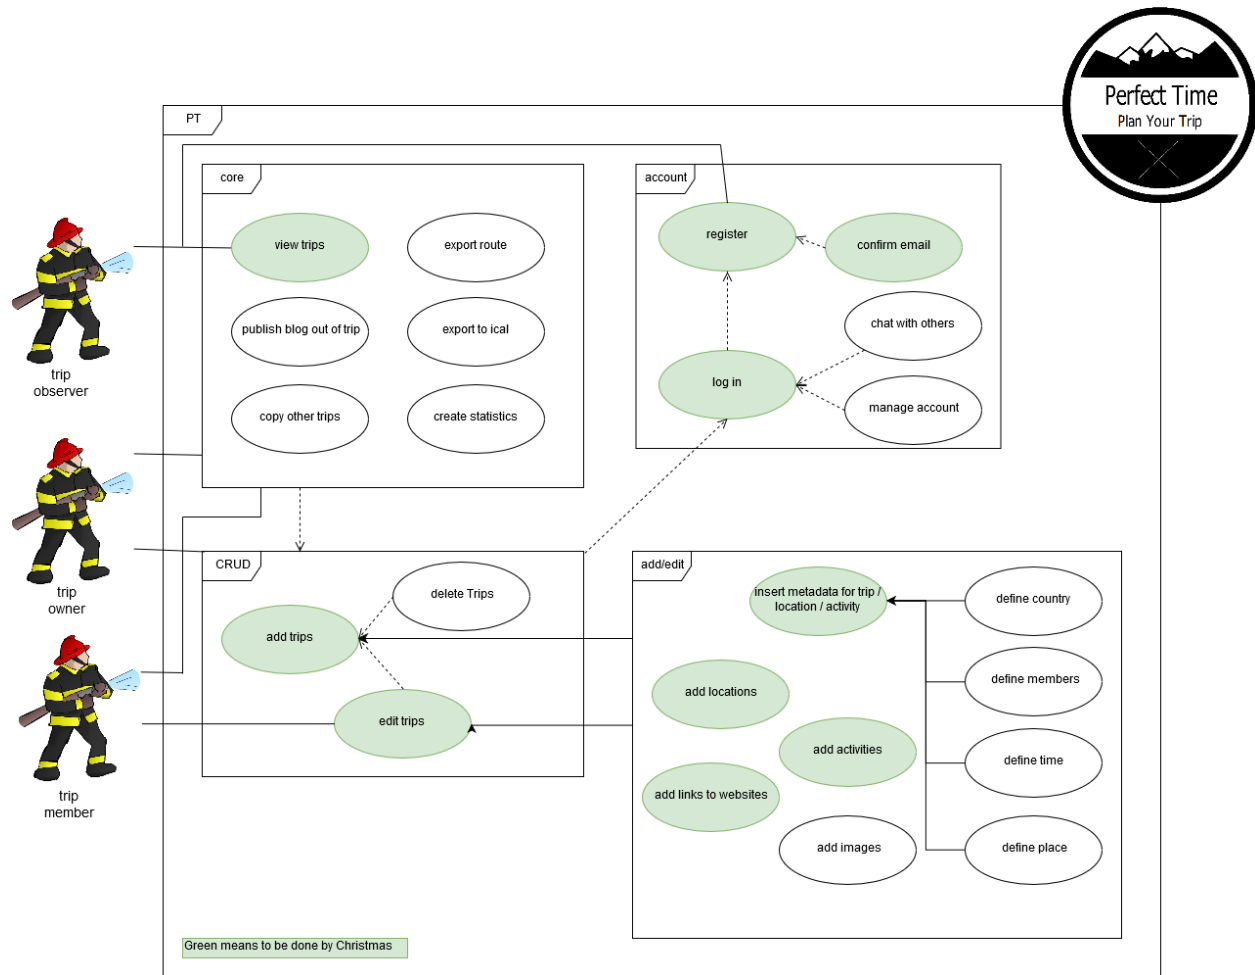 Perfect Time
Plan Your Trip
PT
core
account
view trips
export route
register
confirm email
publish blog out of trip
export to ical
chat with others
trip
observer
log in
copy other trips
create statistics
manage account
CRUD
add/edit
delete Trips
insert metadata for trip /
location / activity
define country
trip
owner
add trips
define members
add locations
edit trips
add activities
define time
trip
member
add links to websites
add images
define place
Green means to be done by Christmas